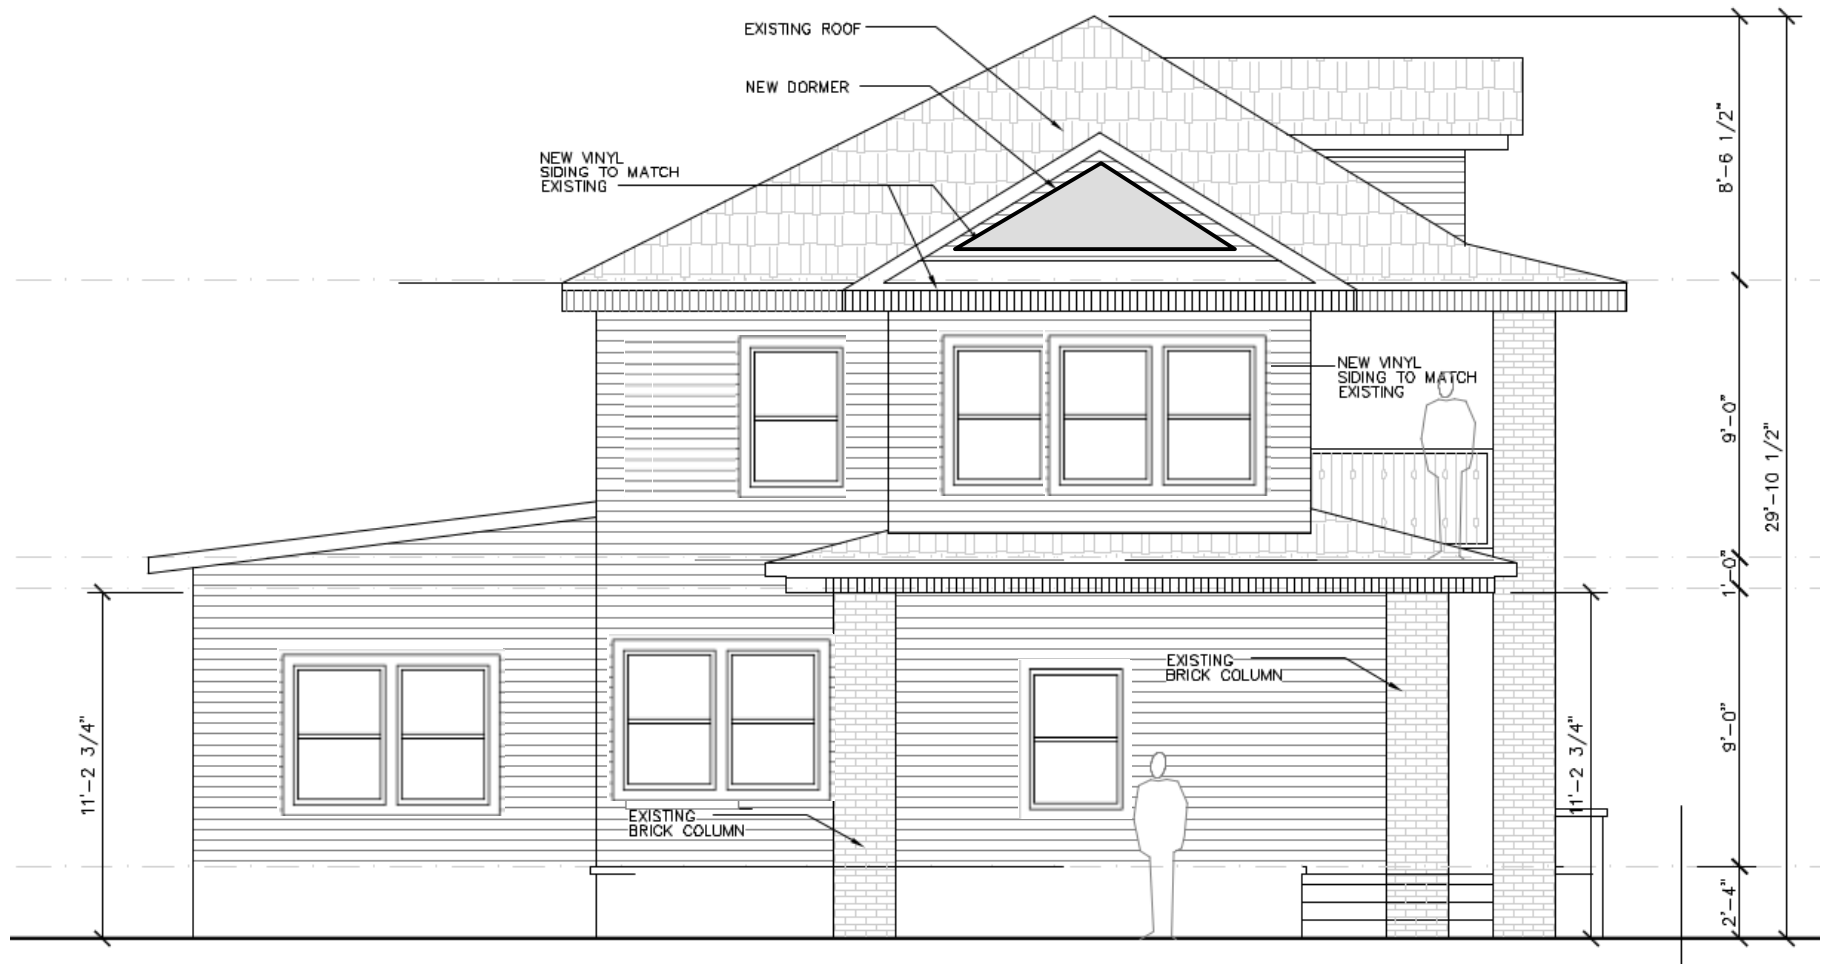 EXISTING ROOF
NEW DORMER
NEW VINYL
SIDING TO MATCH
EXISTING
8'-6 1/2"
NEW VINYL
SIDING TO MATCH
EXISTING
9'-0"
29'-10 1/2"
1'-0"
EXISTING
BRICK COLUMN
11'-2 3/4"
11'-2 3/4"
9'-0"
EXISTING
BRICK COLUMN
2'-4"